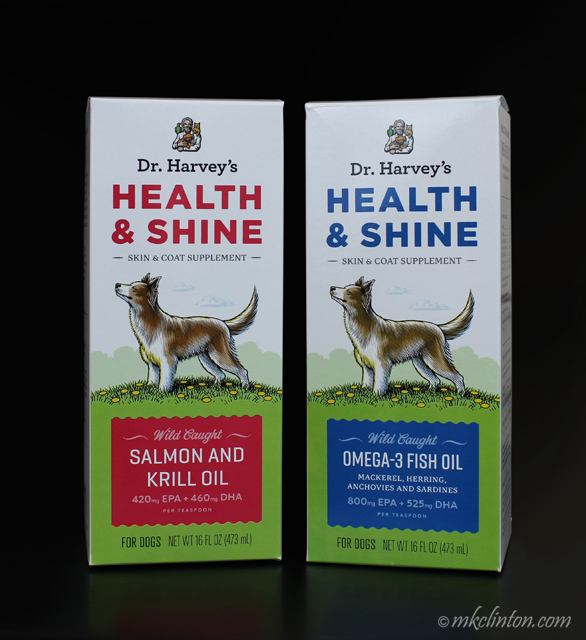 Dr. Harvey's
HEALTH
& SHINE
SKIN & COAT SUPPLEMENT
Wild Caught
SALMON AND
KRILL OIL
420mg EPA + 460mg DHA
PER TEASPOON
FOR DOGS NET WT 16 FL OZ (473 mL)
Dr. Harvey's
HEALTH
& SHINE
SKIN & COAT SUPPLEMENT
Wild Caught
OMEGA-3 FISH OIL
MACKEREL, HERRING,
ANCHOVIES AND SARDINES
800mg EPA + 525mg DHA
PER TEASPOON
FOR DOGS NET WT 16 FL OZ (473 mL)
©mkclinton.com